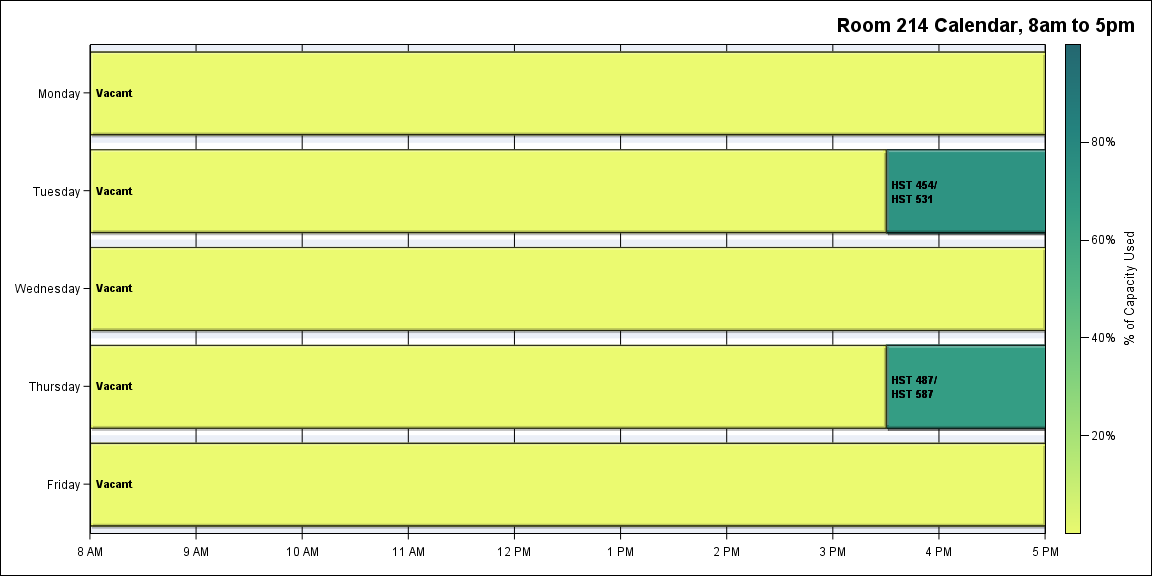 Room 214 Calendar, 8am to 5pm
Monday
Vacant
Tuesday
Vacant
HST 454/
HST 531
Wednesday
Vacant
Thursday
Vacant
HST 487/
HST 587
Friday
Vacant
8 AM
9 AM
10 AM
11 AM
12 PM
1 PM
2 PM
3 PM
4 PM
5 PM
80%
60%
40%
20%
% of Capacity Used